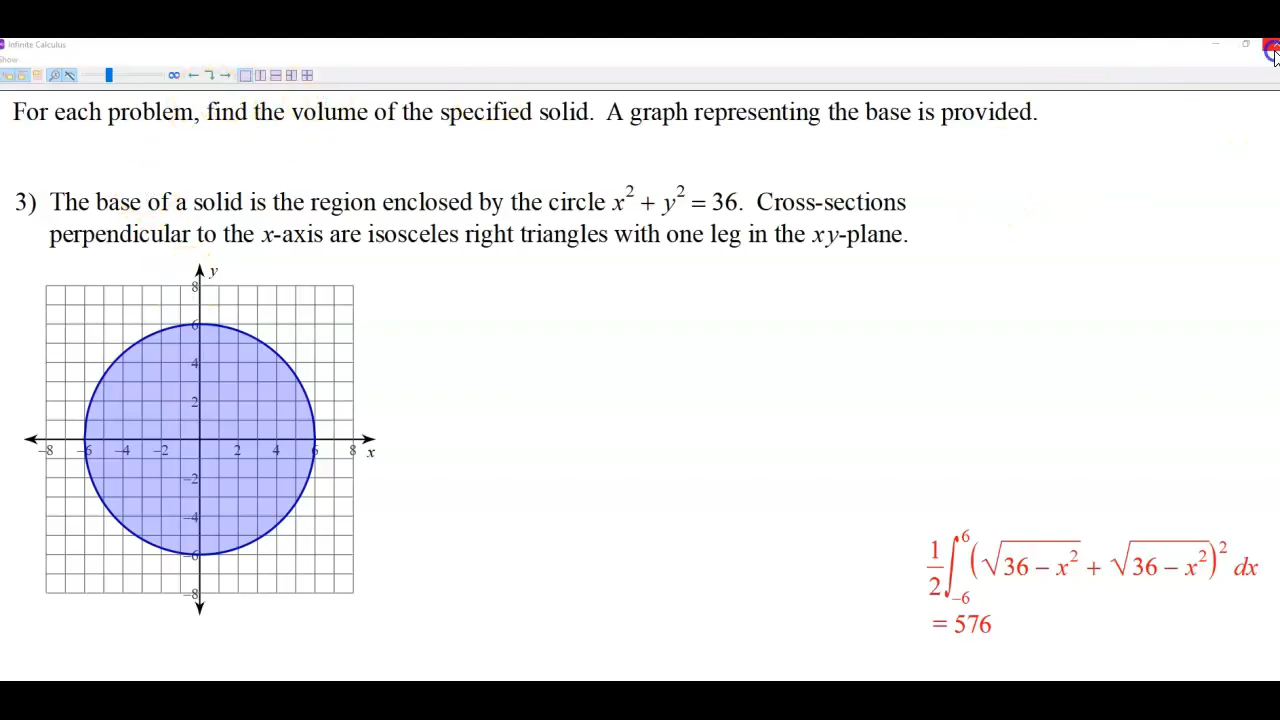 Infinite Calculus
Show
For each problem, find the volume of the specified solid. A graph representing the base is provided.
3) The base of a solid is the region enclosed by the circle x² + y² = 36. Cross-sections
perpendicular to the x-axis are isosceles right triangles with one leg in the xy-plane.
y
8
6
4
2
−8 −6 −4 −2 2 4 6 8 x
−2
−4
−6
−8
1/2 ∫₋₆⁶ (√(36 − x²) + √(36 − x²))² dx
= 576